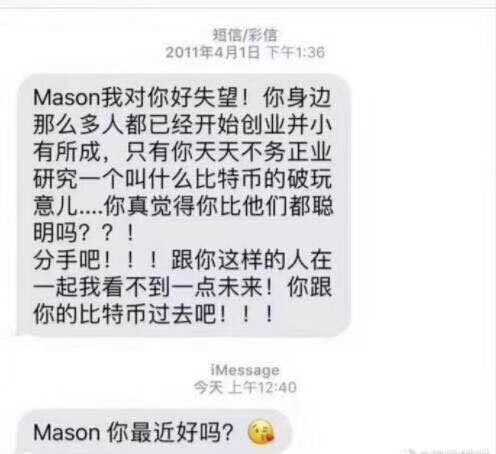 短信/彩信
2011年4月1日 下午1:36
Mason我对你好失望！你身边
那么多人都已经开始创业并小
有所成，只有你天天不务正业
研究一个叫什么比特币的破玩
意儿....你真觉得你比他们都聪
明吗？？！
分手吧！！！跟你这样的人在
一起我看不到一点未来！你跟
你的比特币过去吧！！！
iMessage
今天 上午12:40
Mason 你最近好吗？😘